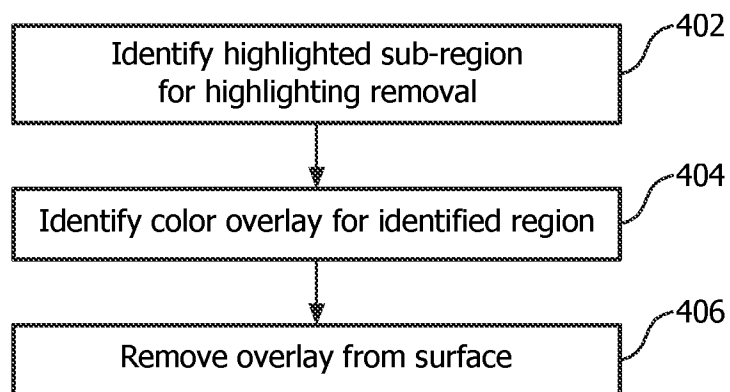 402
Identify highlighted sub-region
for highlighting removal
404
Identify color overlay for identified region
406
Remove overlay from surface